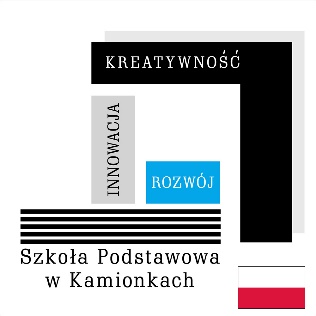 KREATYWNOŚĆ
INNOWACJA
ROZWÓJ
Szkoła Podstawowa
w Kamionkach